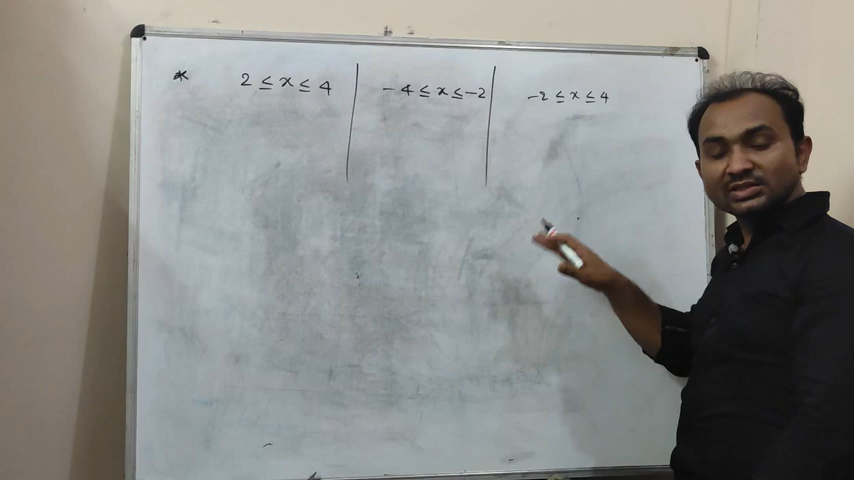 * 2 ≤ x ≤ 4 | -4 ≤ x ≤ -2 | -2 ≤ x ≤ 4